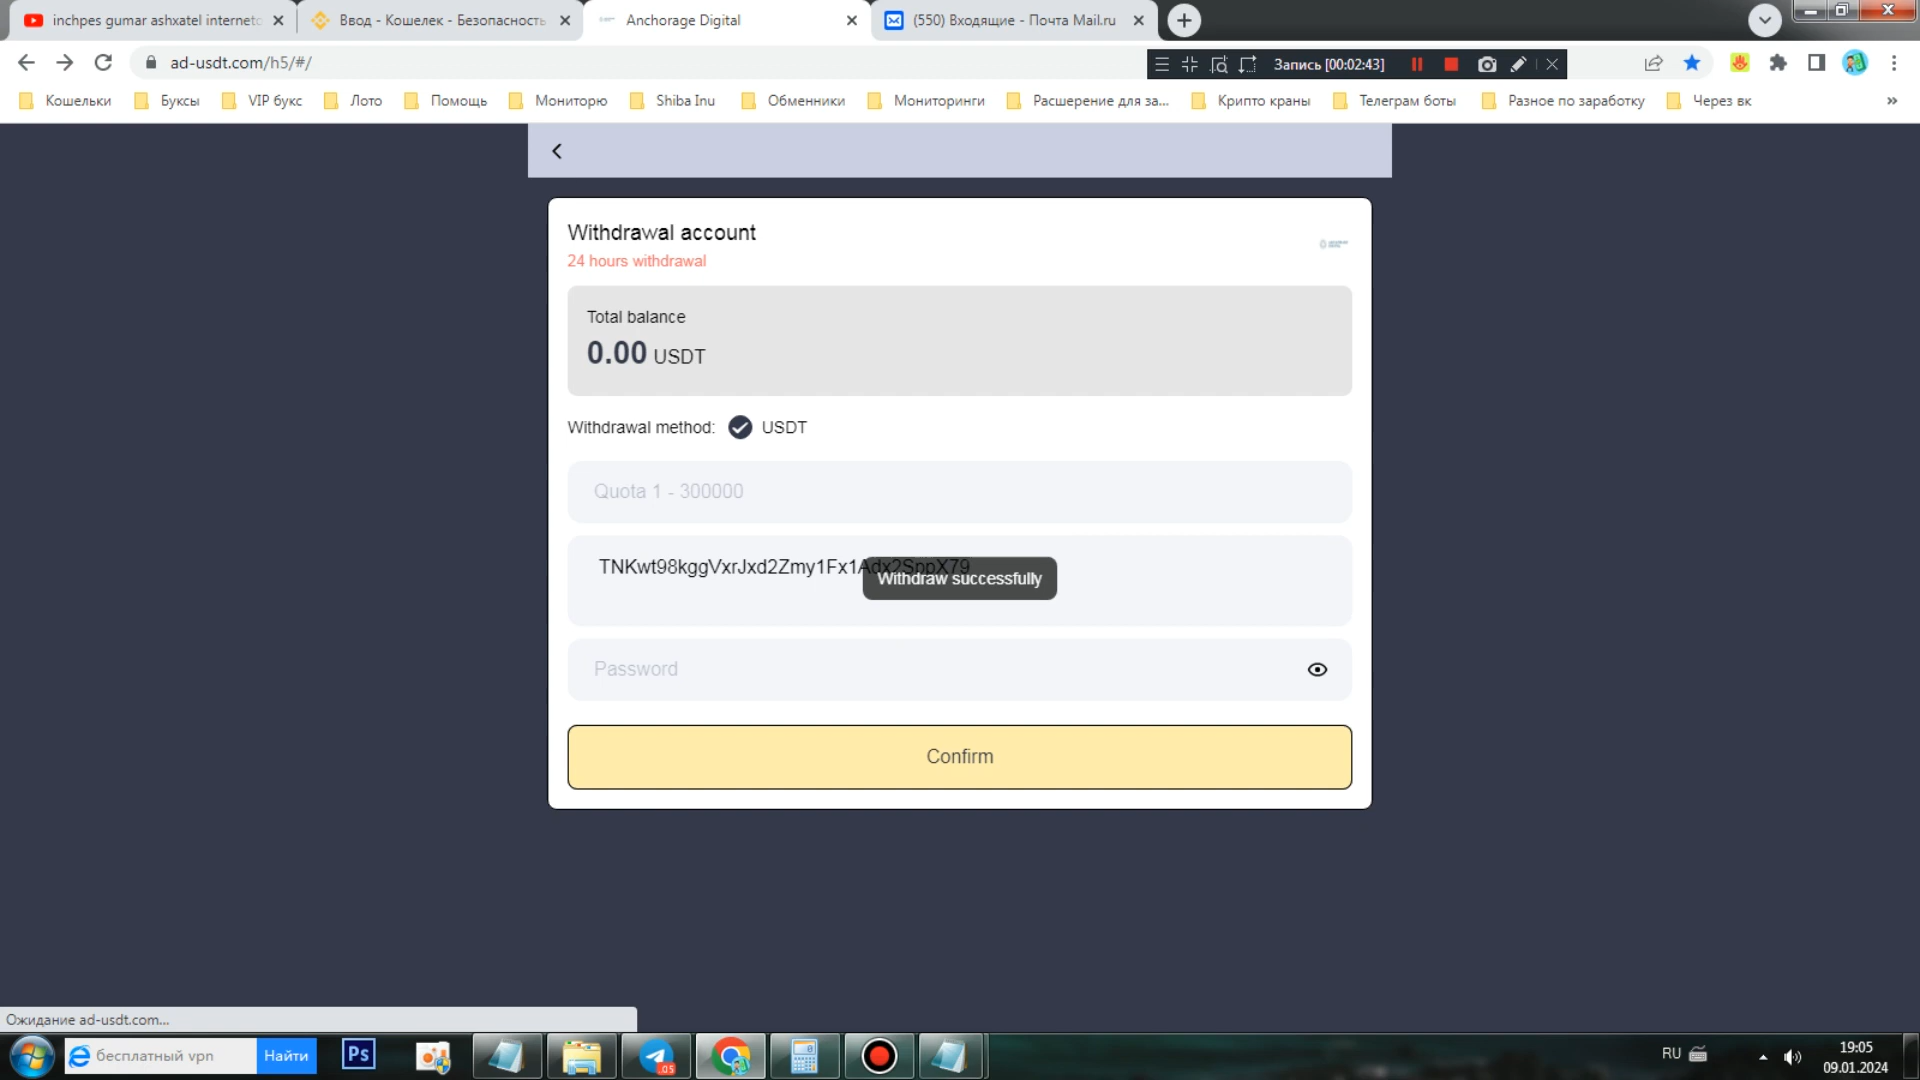 inchpes gumar ashxatel interneto
Ввод - Кошелек - Безопасность
Anchorage Digital
(550) Входящие - Почта Mail.ru
ad-usdt.com/h5/#/
Запись [00:02:43]
Кошельки
Буксы
VIP букс
Лото
Помощь
Мониторю
Shiba Inu
Обменники
Мониторинги
Расшерение для за...
Крипто краны
Телеграм боты
Разное по заработку
Через вк
»
Withdrawal account
24 hours withdrawal
Total balance
0.00 USDT
Withdrawal method: USDT
Quota 1 - 300000
TNKwt98kggVxrJxd2Zmy1Fx1Adx2SppX79
Withdraw successfully
Password
Confirm
Ожидание ad-usdt.com...
бесплатный vpn
Найти
Ps
.05
RU
19:05
09.01.2024